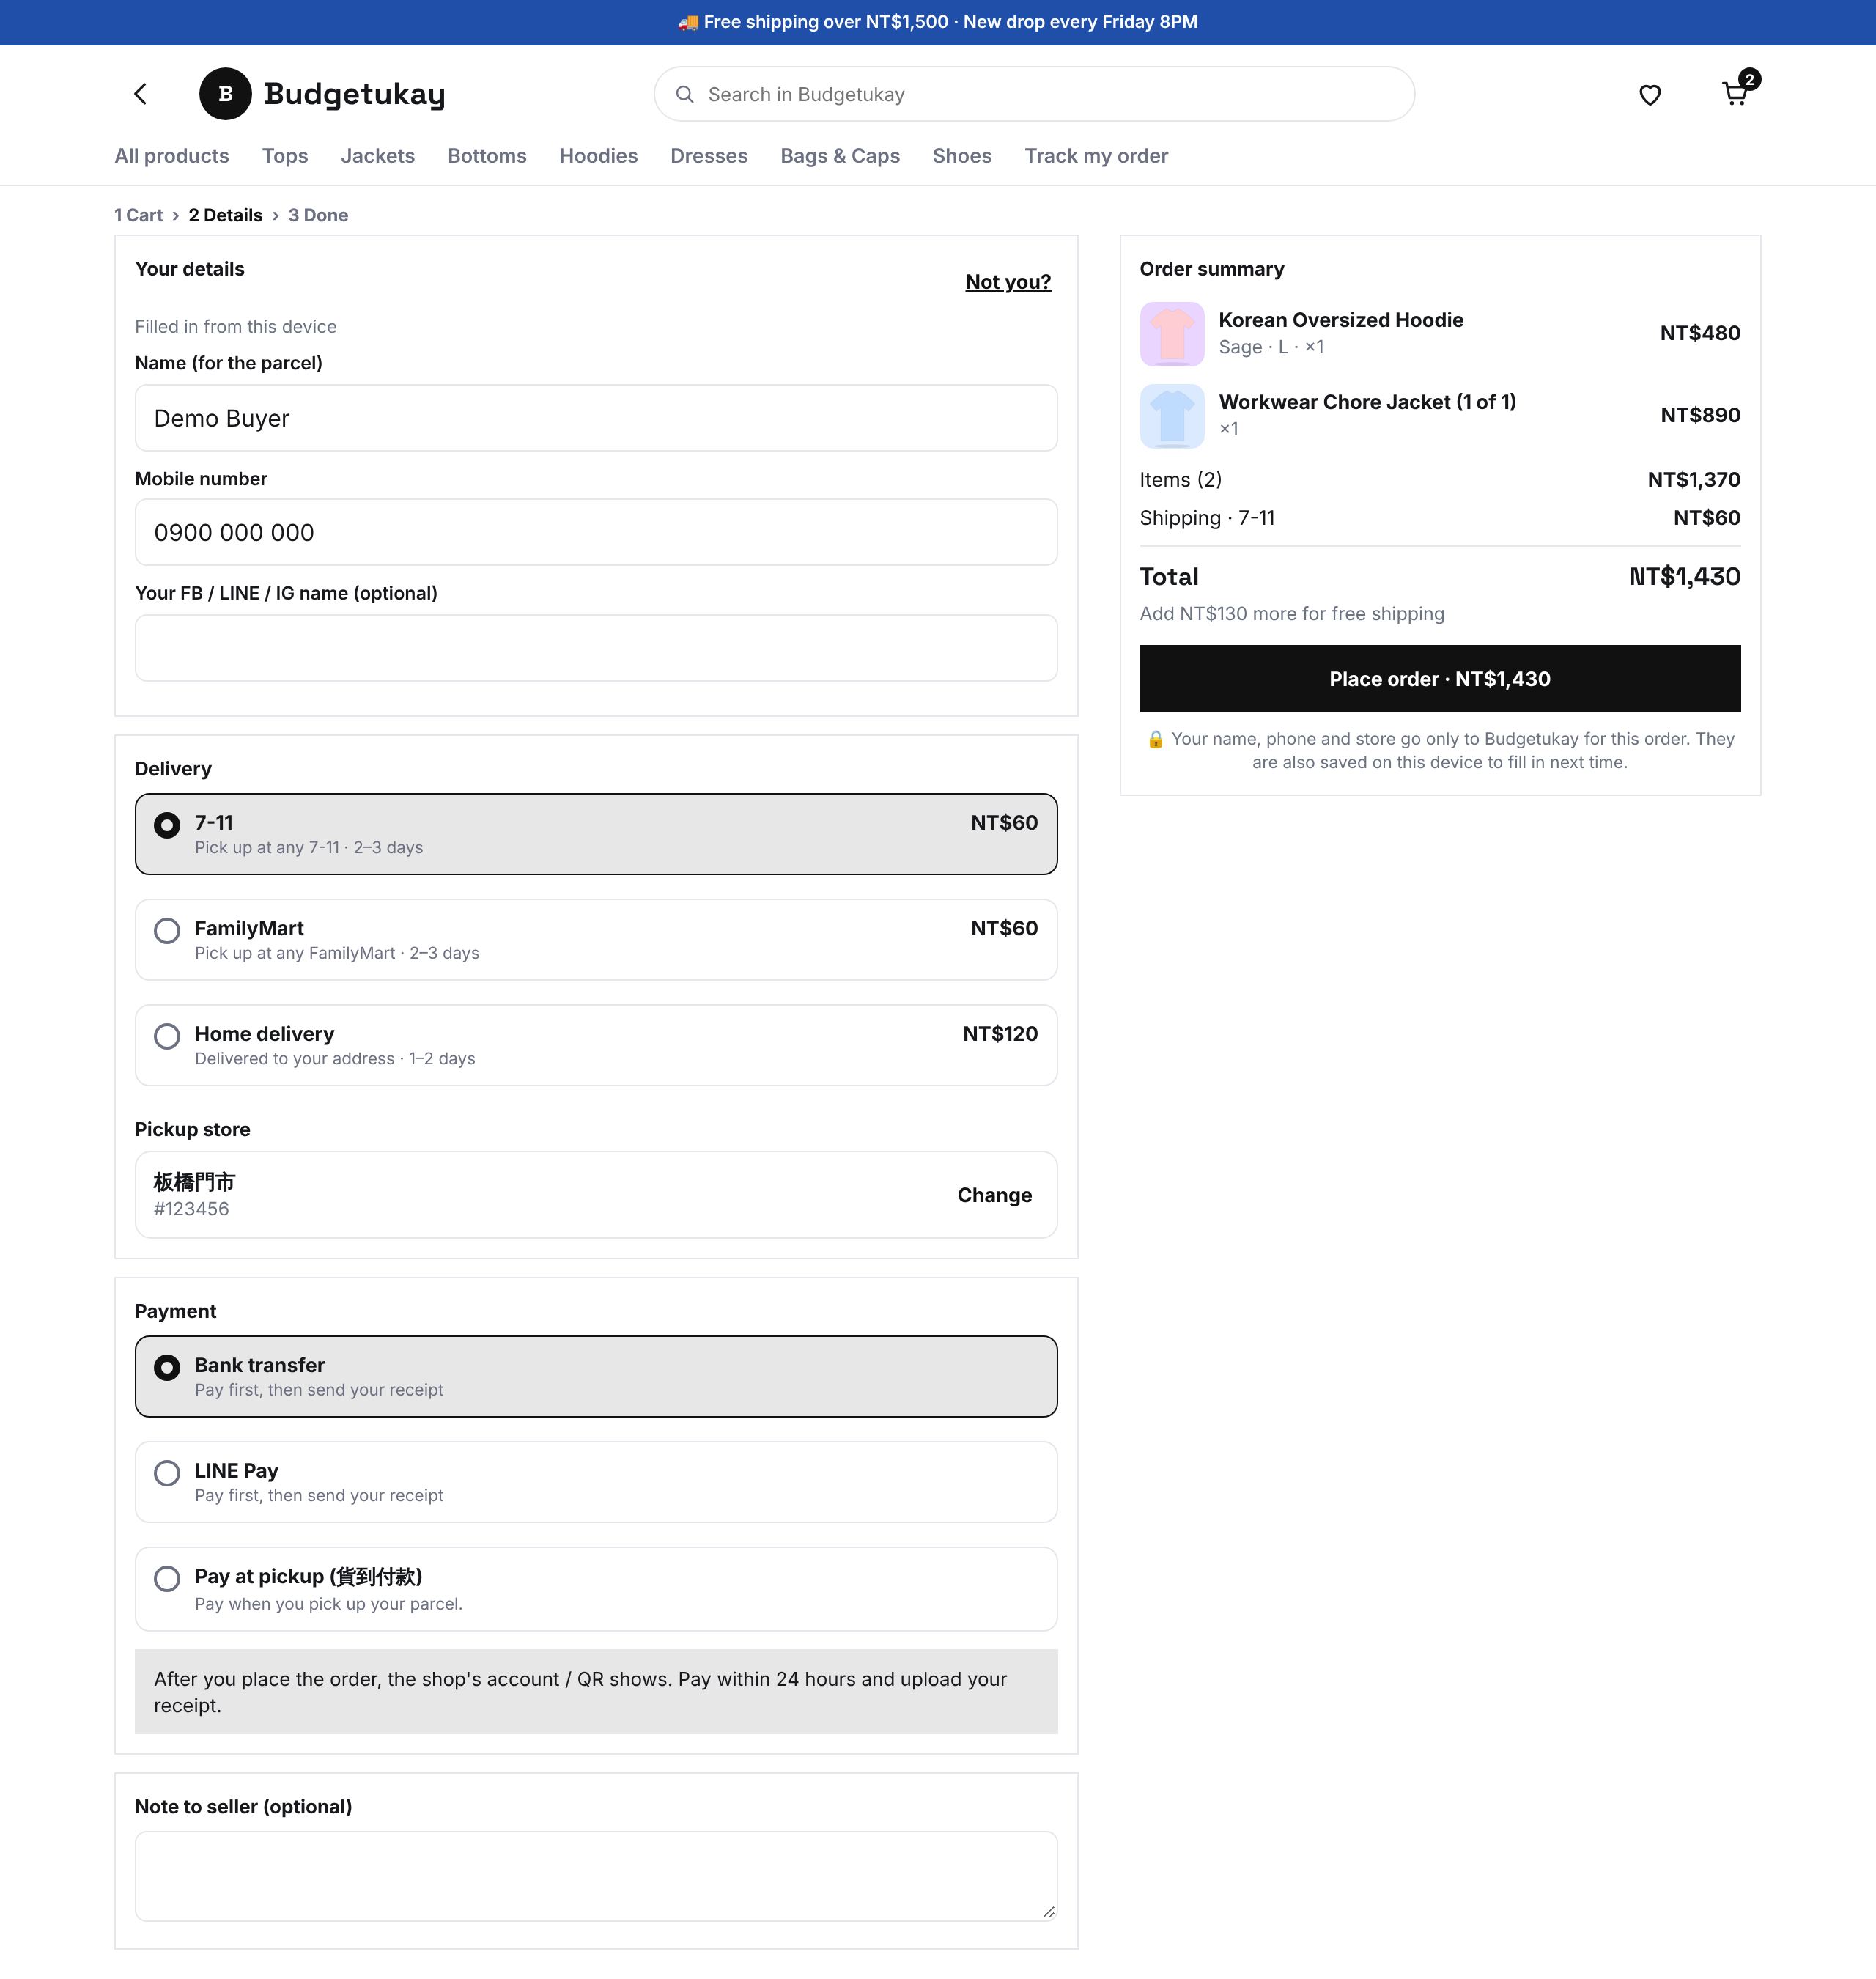 🚚 Free shipping over NT$1,500 · New drop every Friday 8PM
B Budgetukay
Search in Budgetukay
2
All products Tops Jackets Bottoms Hoodies Dresses Bags & Caps Shoes Track my order
1 Cart › 2 Details › 3 Done
Your details
Not you?
Filled in from this device
Name (for the parcel)
Demo Buyer
Mobile number
0900 000 000
Your FB / LINE / IG name (optional)
Delivery
7-11 NT$60
Pick up at any 7-11 · 2–3 days
FamilyMart NT$60
Pick up at any FamilyMart · 2–3 days
Home delivery NT$120
Delivered to your address · 1–2 days
Pickup store
板橋門市
#123456
Change
Payment
Bank transfer
Pay first, then send your receipt
LINE Pay
Pay first, then send your receipt
Pay at pickup (貨到付款)
Pay when you pick up your parcel.
After you place the order, the shop's account / QR shows. Pay within 24 hours and upload your
receipt.
Note to seller (optional)
Order summary
Korean Oversized Hoodie NT$480
Sage · L · ×1
Workwear Chore Jacket (1 of 1) NT$890
×1
Items (2) NT$1,370
Shipping · 7-11 NT$60
Total NT$1,430
Add NT$130 more for free shipping
Place order · NT$1,430
🔒 Your name, phone and store go only to Budgetukay for this order. They
are also saved on this device to fill in next time.